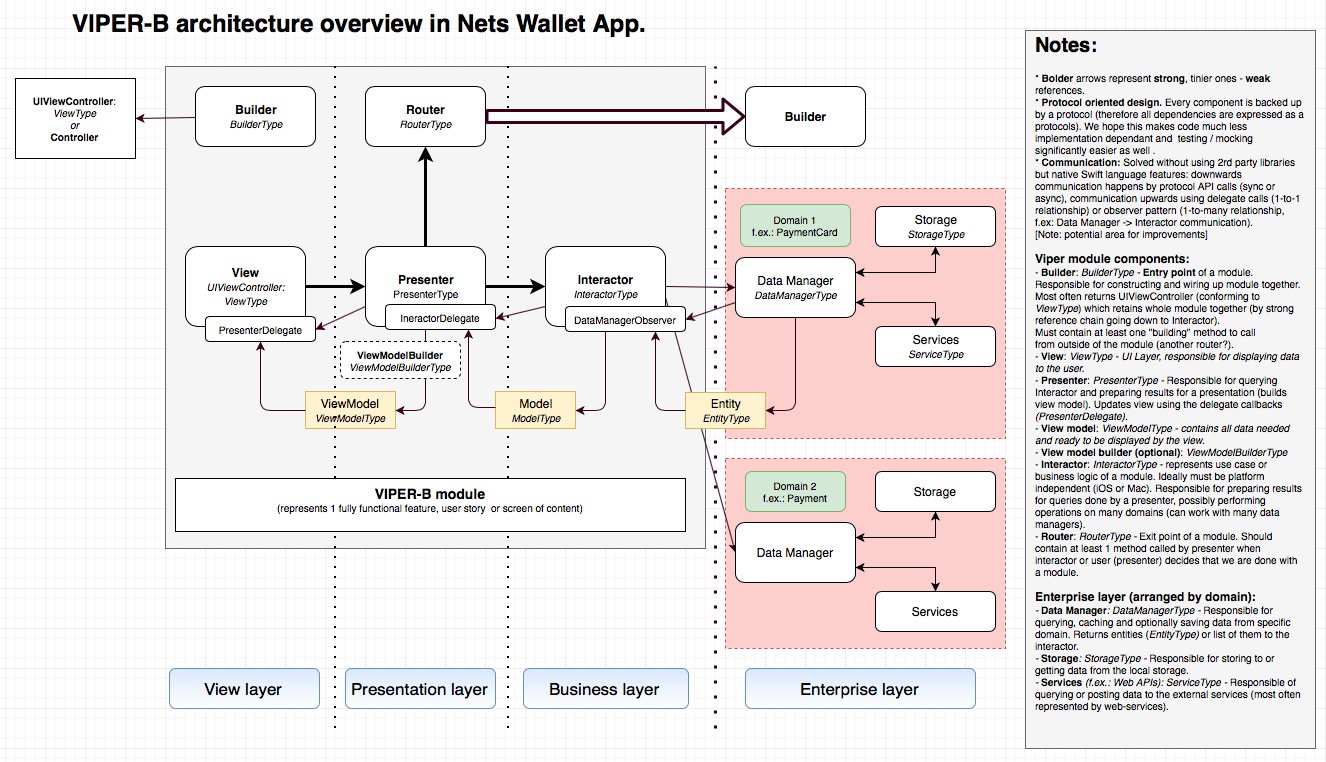 VIPER-B architecture overview in Nets Wallet App.
UIViewController:
ViewType
or
Controller
Builder
BuilderType
Router
RouterType
Builder
View
UIViewController:
ViewType
PresenterDelegate
Presenter
PresenterType
IneractorDelegate
ViewModelBuilder
ViewModelBuilderType
Interactor
InteractorType
DataManagerObserver
ViewModel
ViewModelType
Model
ModelType
Entity
EntityType
Domain 1
f.ex.: PaymentCard
Storage
StorageType
Data Manager
DataManagerType
Services
ServiceType
VIPER-B module
(represents 1 fully functional feature, user story or screen of content)
Domain 2
f.ex.: Payment
Storage
Data Manager
Services
View layer
Presentation layer
Business layer
Enterprise layer
Notes:
* Bolder arrows represent strong, tinier ones - weak
references.
* Protocol oriented design. Every component is backed up
by a protocol (therefore all dependencies are expressed as a
protocols). We hope this makes code much less
implementation dependant and testing / mocking
significantly easier as well .
* Communication: Solved without using 2rd party libraries
but native Swift language features: downwards
communication happens by protocol API calls (sync or
async), communication upwards using delegate calls (1-to-1
relationship) or observer pattern (1-to-many relationship,
f.ex: Data Manager -> Interactor communication).
[Note: potential area for improvements]
Viper module components:
- Builder: BuilderType - Entry point of a module.
Responsible for constructing and wiring up module together.
Most often returns UIViewController (conforming to
ViewType) which retains whole module together (by strong
reference chain going down to Interactor).
Must contain at least one "building" method to call
from outside of the module (another router?).
- View: ViewType - UI Layer, responsible for displaying data
to the user.
- Presenter: PresenterType - Responsible for querying
Interactor and preparing results for a presentation (builds
view model). Updates view using the delegate callbacks
(PresenterDelegate).
- View model: ViewModelType - contains all data needed
and ready to be displayed by the view.
- View model builder (optional): ViewModelBuilderType
- Interactor: InteractorType - represents use case or
business logic of a module. Ideally must be platform
independent (iOS or Mac). Responsible for preparing results
for queries done by a presenter, possibly performing
operations on many domains (can work with many data
managers).
- Router: RouterType - Exit point of a module. Should
contain at least 1 method called by presenter when
interactor or user (presenter) decides that we are done with
a module.
Enterprise layer (arranged by domain):
- Data Manager: DataManagerType - Responsible for
querying, caching and optionally saving data from specific
domain. Returns entities (EntityType) or list of them to the
interactor.
- Storage: StorageType - Responsible for storing to or
getting data from the local storage.
- Services (f.ex.: Web APIs): ServiceType - Responsible of
querying or posting data to the external services (most often
represented by web-services).